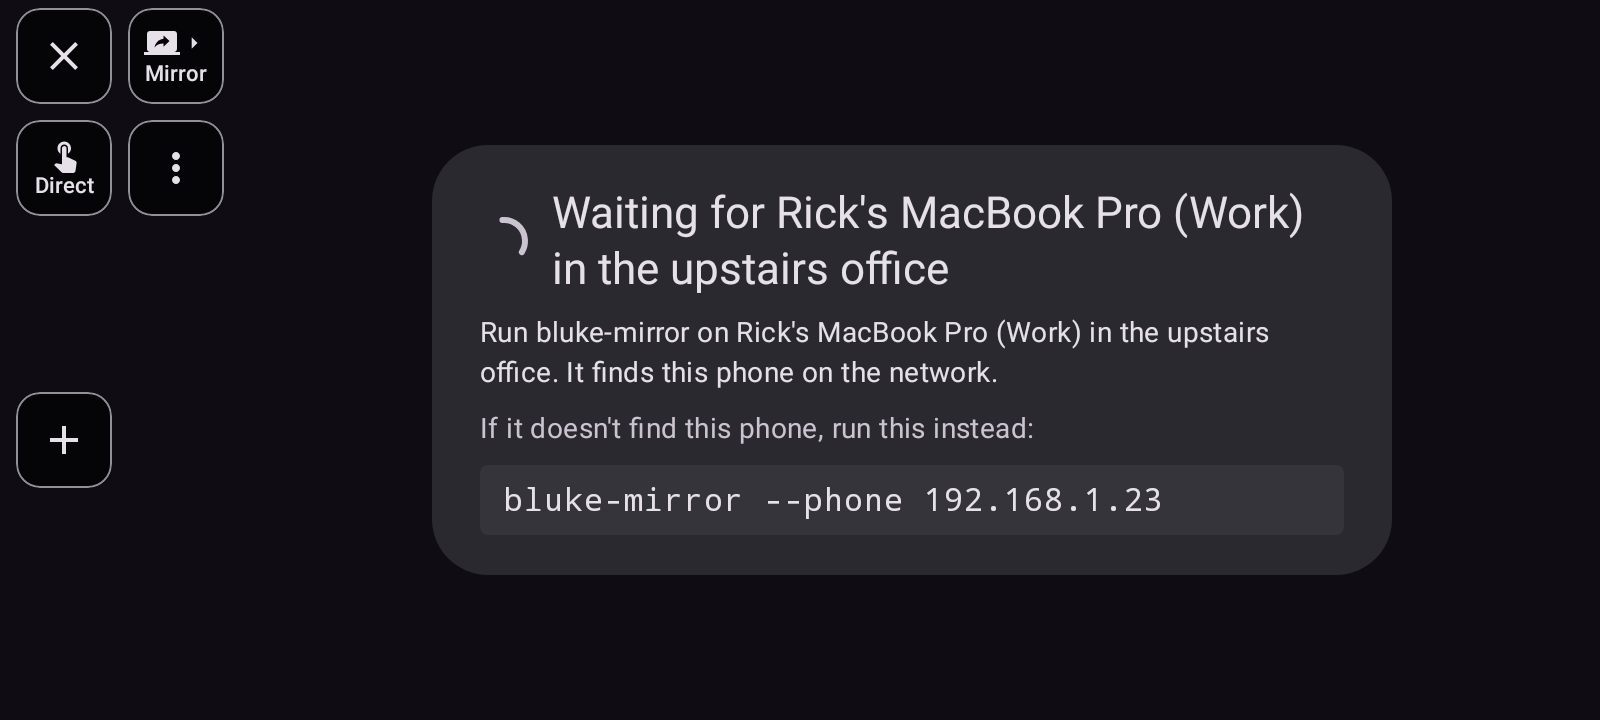 Mirror
Direct
Waiting for Rick's MacBook Pro (Work)
in the upstairs office
Run bluke-mirror on Rick's MacBook Pro (Work) in the upstairs
office. It finds this phone on the network.
If it doesn't find this phone, run this instead:
bluke-mirror --phone 192.168.1.23